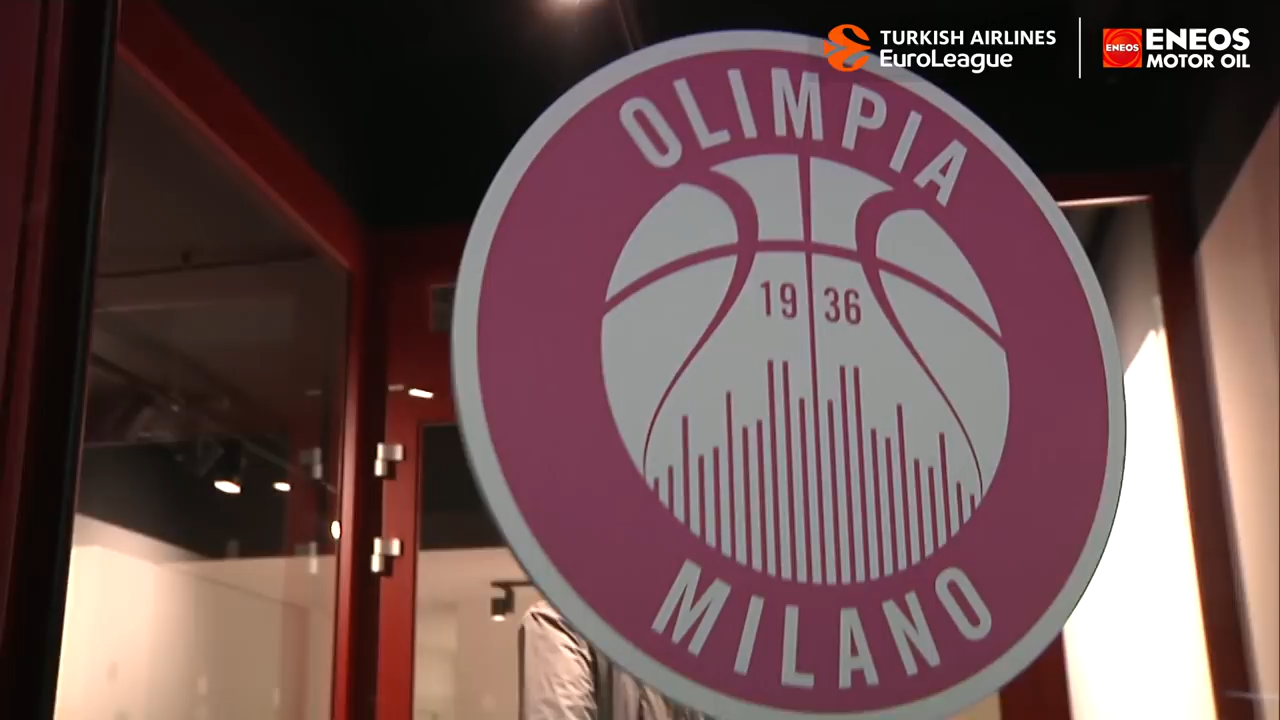 TURKISH AIRLINES
EuroLeague
ENEOS
ENEOS
MOTOR OIL
OLIMPIA
19 36
MILANO